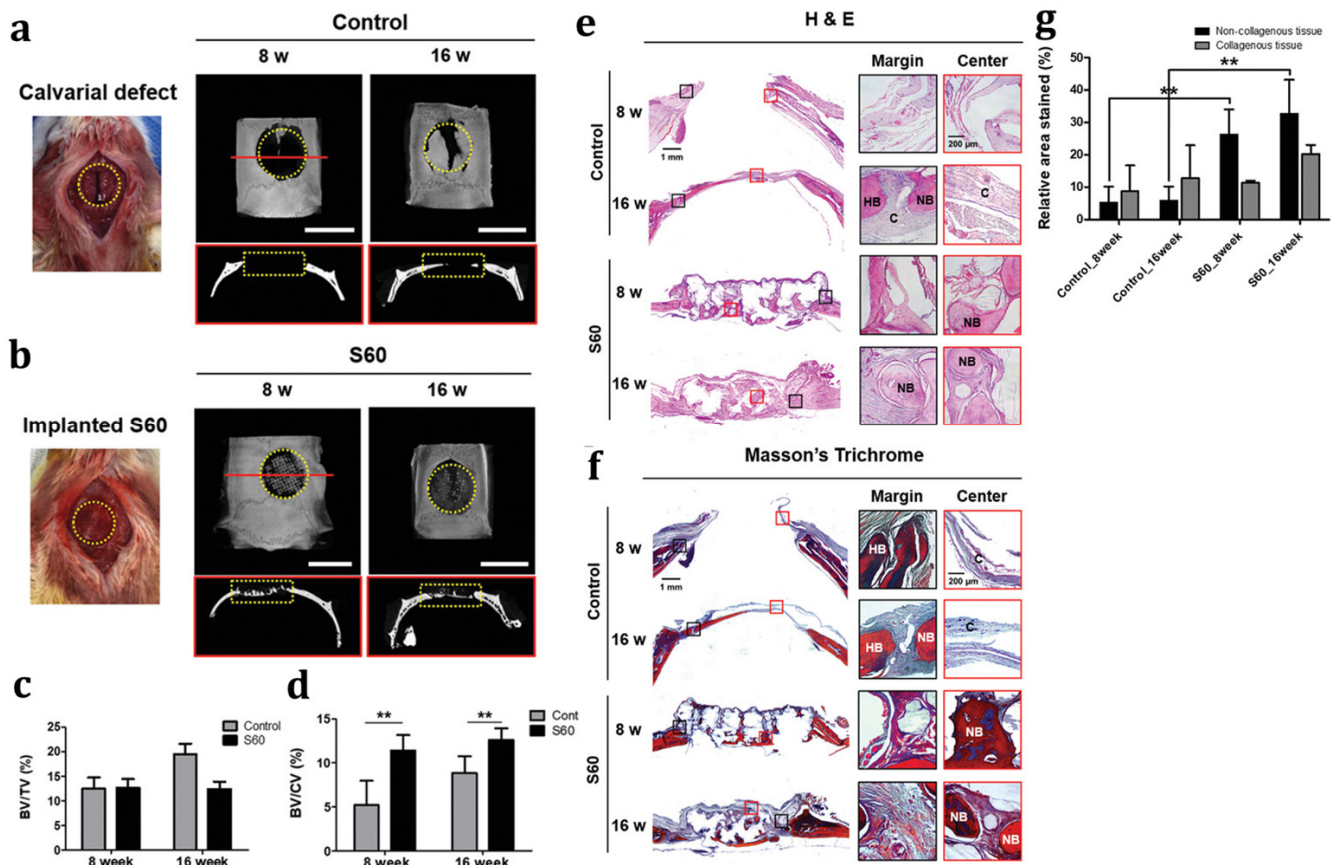 a
Control
8 w
16 w
Calvarial defect
b
S60
8 w
16 w
Implanted S60
c
BV/TV (%)
25
20
15
10
5
0
Control
S60
8 week
16 week
d
BV/CV (%)
15
10
5
0
Cont
S60
**
**
8 week
16 week
e
H & E
Margin
Center
Control
8 w
1 mm
200 µm
16 w
HB
NB
C
C
S60
8 w
NB
16 w
NB
NB
f
Masson's Trichrome
Margin
Center
Control
8 w
1 mm
HB
C
200 µm
16 w
HB
NB
C
S60
8 w
NB
16 w
NB
NB
g
Non-collagenous tissue
Collagenous tissue
Relative area stained (%)
50
40
30
20
10
0
**
**
Control_8week
Control_16week
S60_8week
S60_16week